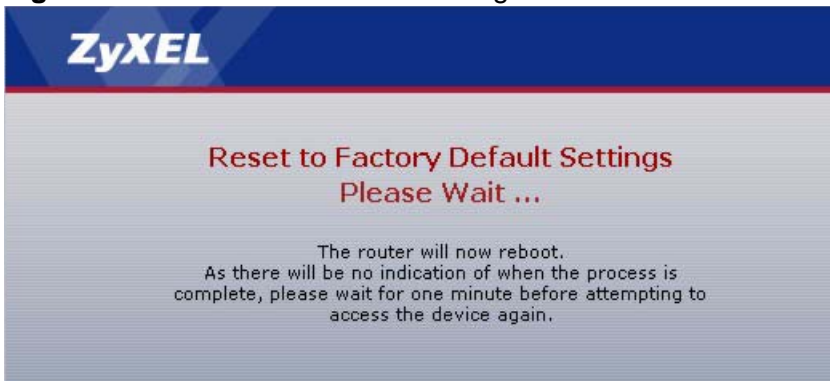 ZyXEL
Reset to Factory Default Settings
Please Wait ...
The router will now reboot.
As there will be no indication of when the process is
complete, please wait for one minute before attempting to
access the device again.